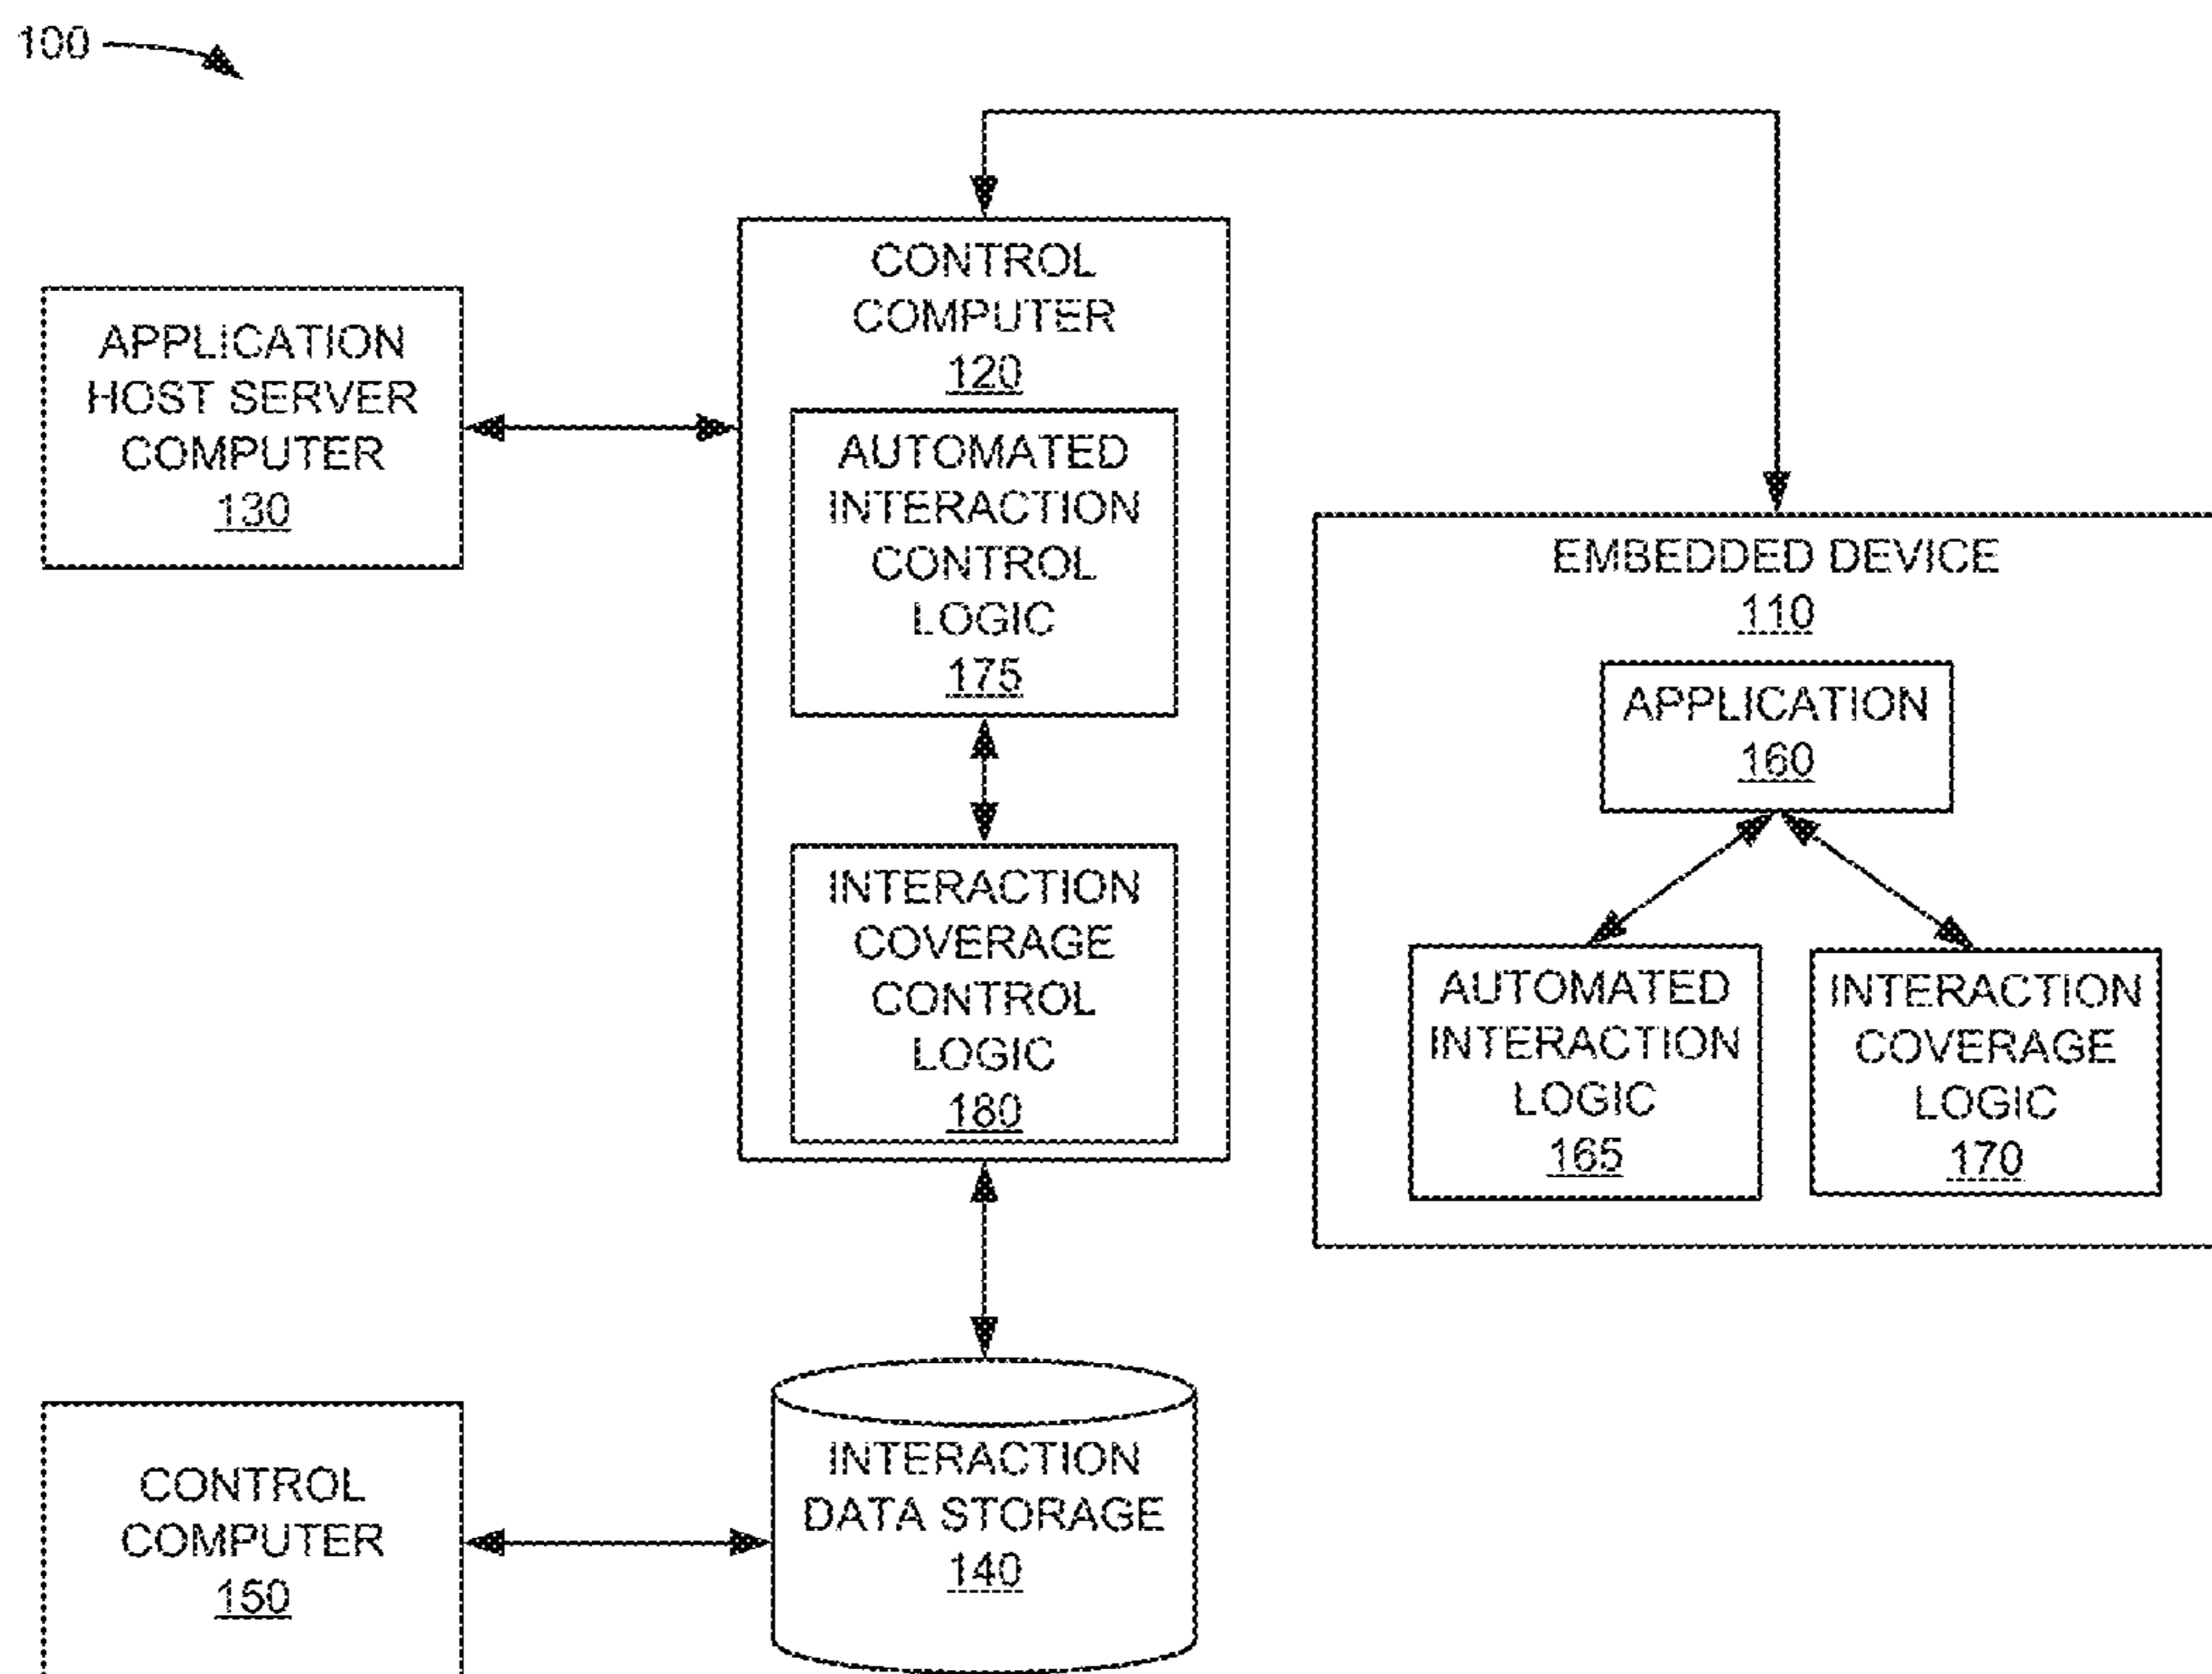 100
CONTROL
COMPUTER
120
APPLICATION
HOST SERVER
COMPUTER
130
AUTOMATED
INTERACTION
CONTROL
LOGIC
175
INTERACTION
COVERAGE
CONTROL
LOGIC
180
EMBEDDED DEVICE
110
APPLICATION
160
AUTOMATED
INTERACTION
LOGIC
165
INTERACTION
COVERAGE
LOGIC
170
CONTROL
COMPUTER
150
INTERACTION
DATA STORAGE
140